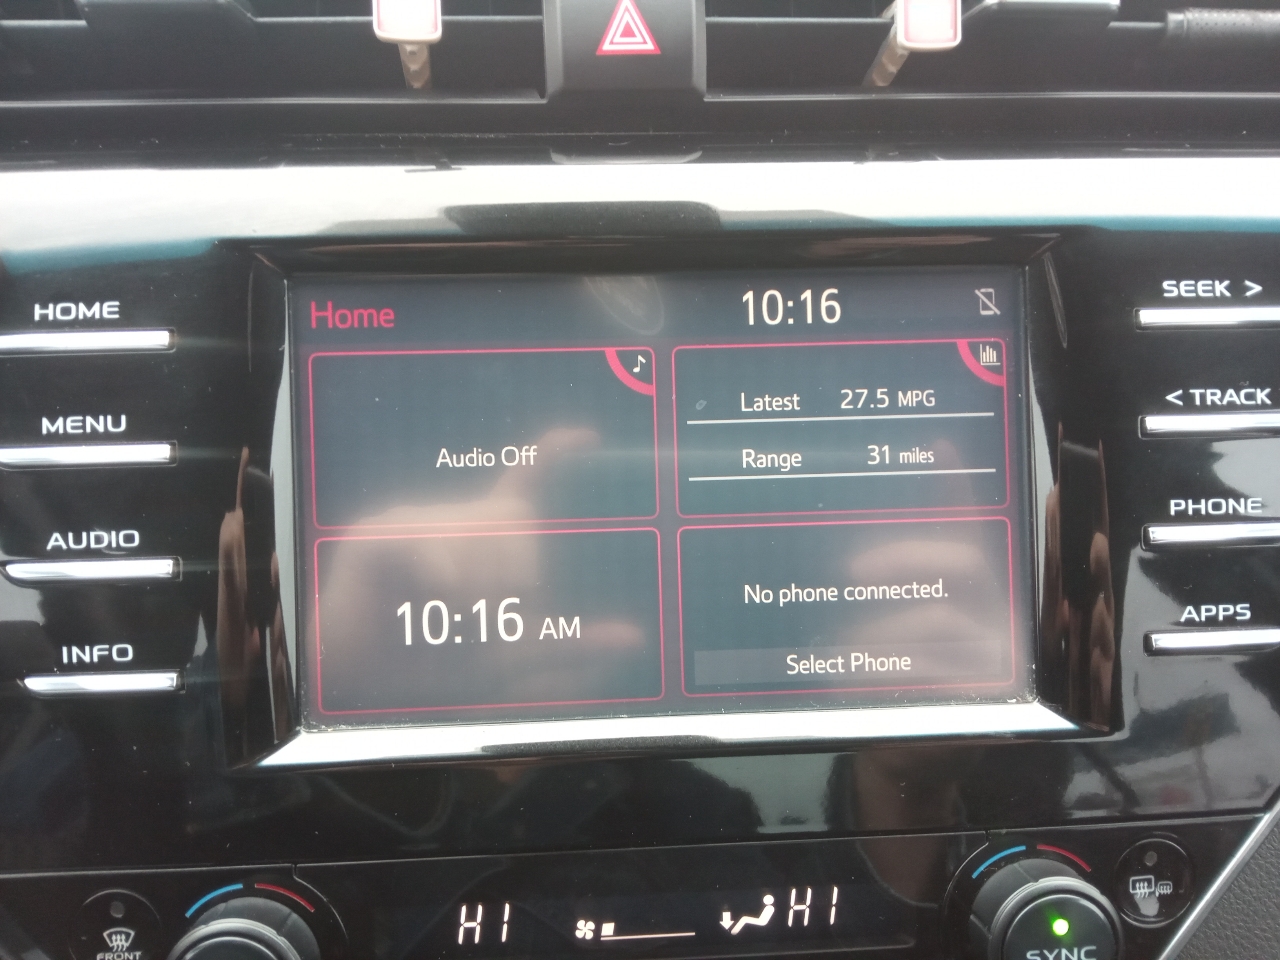 HOME
MENU
AUDIO
INFO
Home
10:16
Audio Off
Latest 27.5 MPG
Range 31 miles
10:16 AM
No phone connected.
Select Phone
SEEK >
< TRACK
PHONE
APPS
FRONT
HI
HI
SYNC